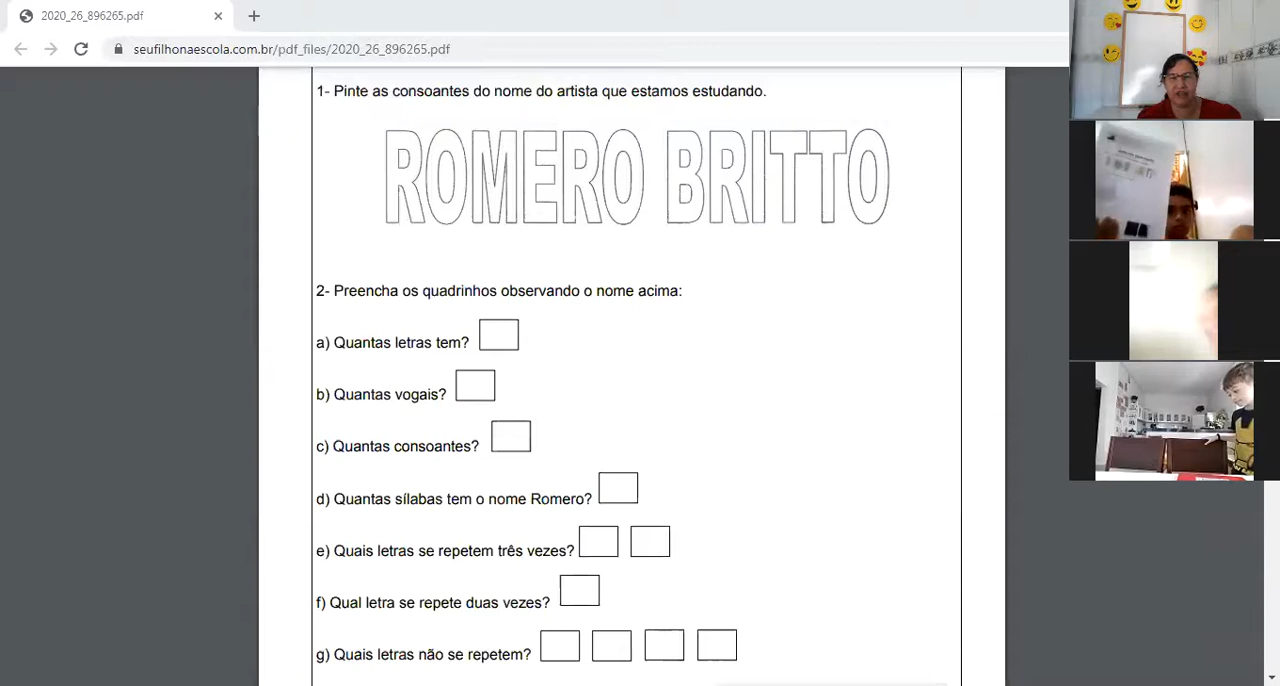 2020_26_896265.pdf
seufilhonaescola.com.br/pdf_files/2020_26_896265.pdf
1- Pinte as consoantes do nome do artista que estamos estudando.
ROMERO BRITTO
2- Preencha os quadrinhos observando o nome acima:
a) Quantas letras tem?
b) Quantas vogais?
c) Quantas consoantes?
d) Quantas sílabas tem o nome Romero?
e) Quais letras se repetem três vezes?
f) Qual letra se repete duas vezes?
g) Quais letras não se repetem?